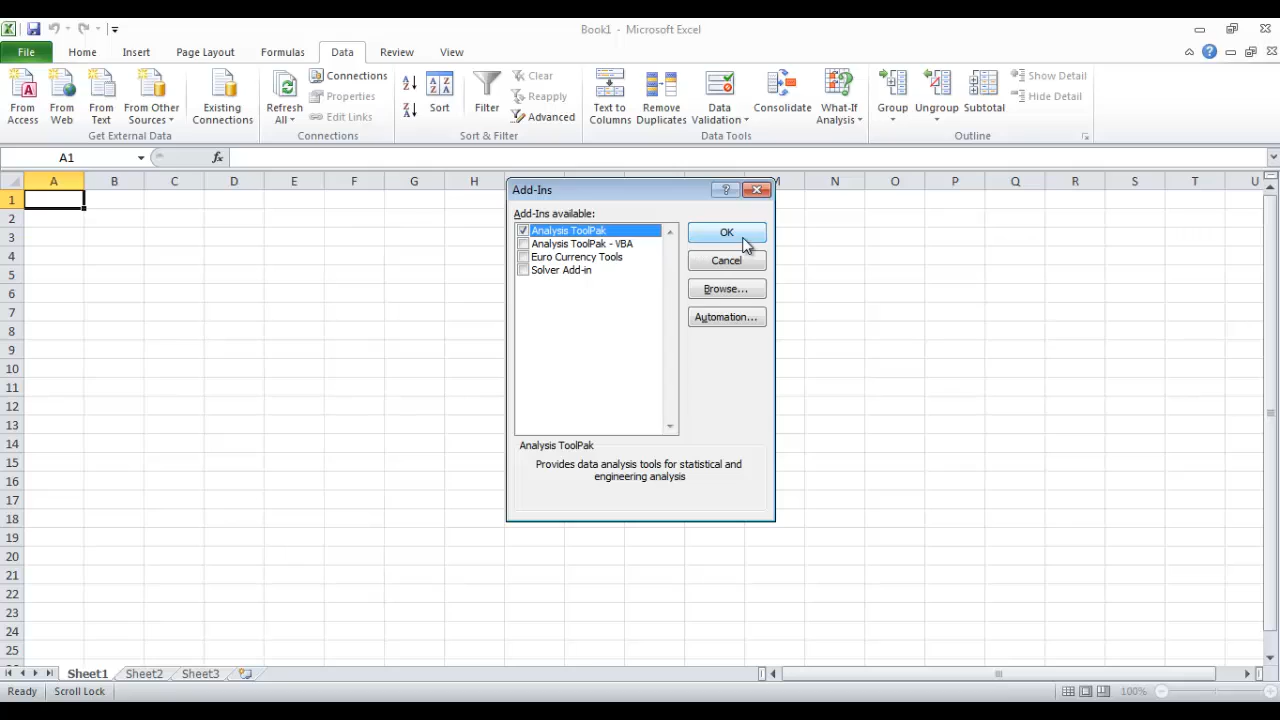 Book1 - Microsoft Excel
File Home Insert Page Layout Formulas Data Review View
From Access
From Web
From Text
From Other Sources
Existing Connections
Get External Data
Refresh All
Connections
Properties
Edit Links
Connections
Sort
Filter
Clear
Reapply
Advanced
Sort & Filter
Text to Columns
Remove Duplicates
Data Validation
Consolidate
What-If Analysis
Data Tools
Group
Ungroup
Subtotal
Show Detail
Hide Detail
Outline
A1 fx
A B C D E F G H M N O P Q R S T U
1
2
3
4
5
6
7
8
9
10
11
12
13
14
15
16
17
18
19
20
21
22
23
24
25
Add-Ins
Add-Ins available:
Analysis ToolPak
Analysis ToolPak - VBA
Euro Currency Tools
Solver Add-in
OK
Cancel
Browse...
Automation...
Analysis ToolPak
Provides data analysis tools for statistical and
engineering analysis
Sheet1 Sheet2 Sheet3
Ready Scroll Lock 100%